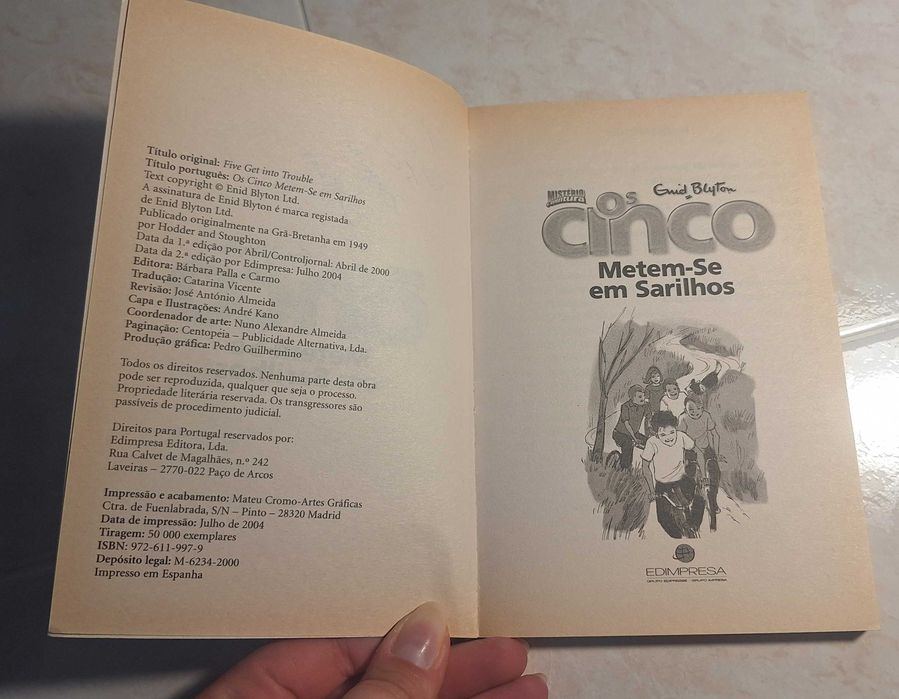 Título original: Five Get into Trouble
Título português: Os Cinco Metem-Se em Sarilhos
Text copyright © Enid Blyton Ltd.
A assinatura de Enid Blyton é marca registada
de Enid Blyton Ltd.
Publicado originalmente na Grã-Bretanha em 1949
por Hodder and Stoughton
Data da 1.ª edição por Abril/Controljornal: Abril de 2000
Data da 2.ª edição por Edimpresa: Julho 2004
Editora: Bárbara Palla e Carmo
Tradução: Catarina Vicente
Revisão: José António Almeida
Capa e Ilustrações: André Kano
Coordenador de arte: Nuno Alexandre Almeida
Paginação: Centopeia – Publicidade Alternativa, Lda.
Produção gráfica: Pedro Guilhermino
Todos os direitos reservados. Nenhuma parte desta obra
pode ser reproduzida, qualquer que seja o processo.
Propriedade literária reservada. Os transgressores são
passíveis de procedimento judicial.
Direitos para Portugal reservados por:
Edimpresa Editora, Lda.
Rua Calvet de Magalhães, n.º 242
Laveiras – 2770-022 Paço de Arcos
Impressão e acabamento: Mateu Cromo-Artes Gráficas
Ctra. de Fuenlabrada, S/N – Pinto – 28320 Madrid
Data de impressão: Julho de 2004
Tiragem: 50 000 exemplares
ISBN: 972-611-997-9
Depósito legal: M-6234-2000
Impresso em Espanha
MISTÉRIO
aventura
Enid Blyton
os
cinco
Metem-Se
em Sarilhos
EDIMPRESA
GRUPO EDIPRESSE - GRUPO IMPRESA